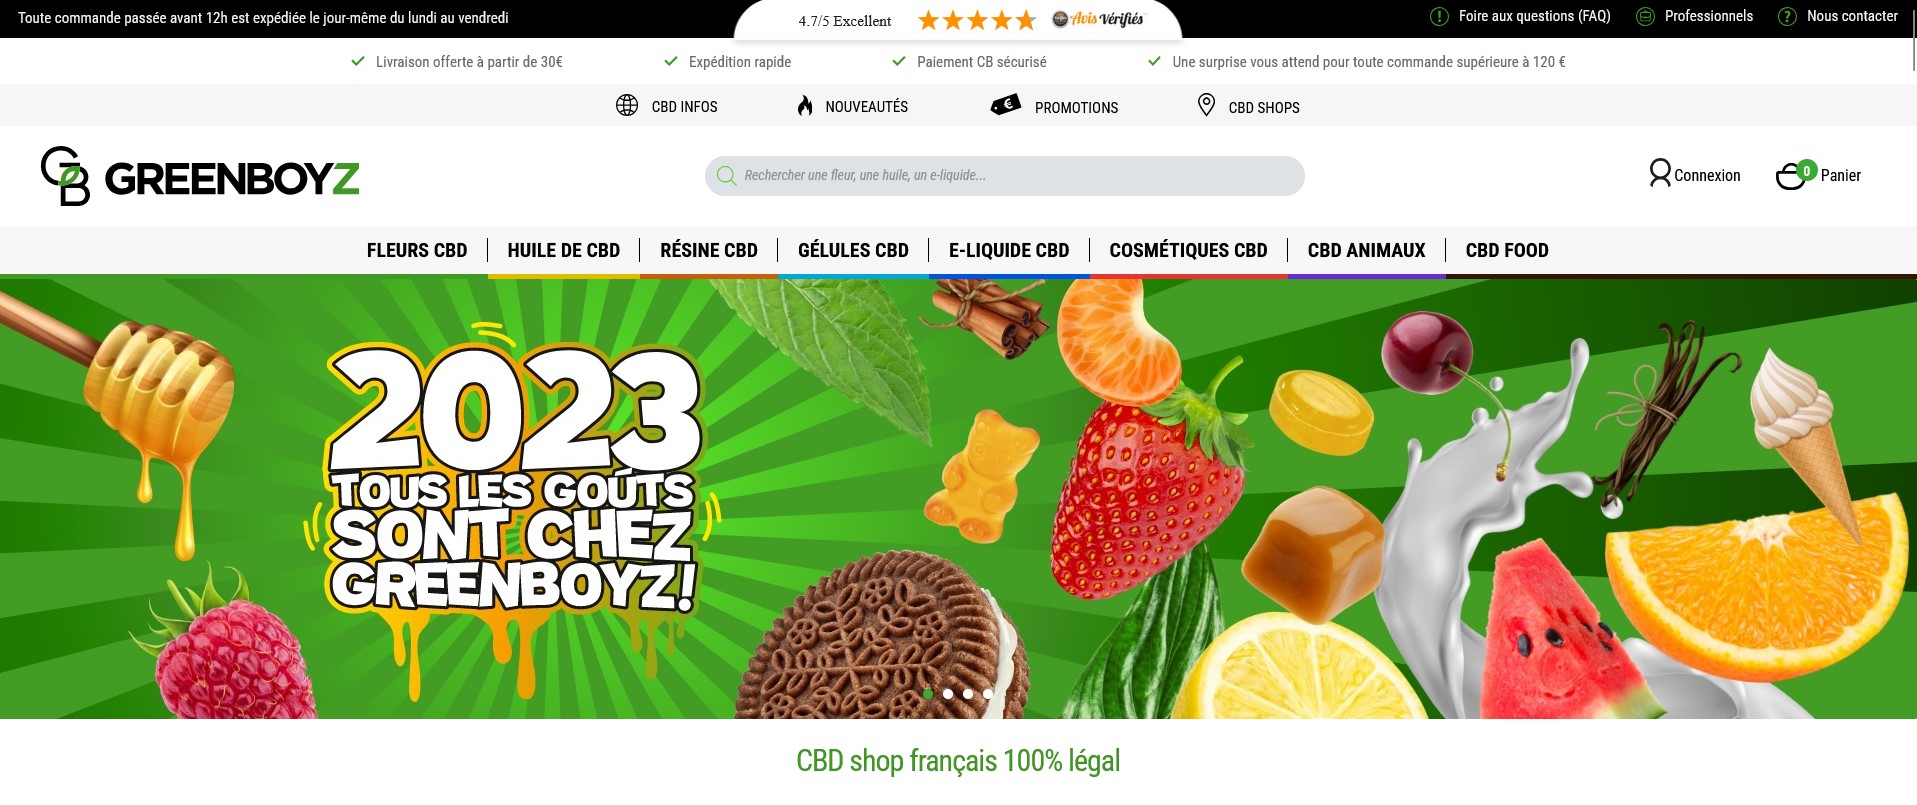 Toute commande passée avant 12h est expédiée le jour-même du lundi au vendredi
4.7/5 Excellent
Avis Vérifiés
Foire aux questions (FAQ)
Professionnels
Nous contacter
Livraison offerte à partir de 30€
Expédition rapide
Paiement CB sécurisé
Une surprise vous attend pour toute commande supérieure à 120 €
CBD INFOS
NOUVEAUTÉS
PROMOTIONS
CBD SHOPS
GB GREENBOYZ
Rechercher une fleur, une huile, un e-liquide...
Connexion
0
Panier
FLEURS CBD
HUILE DE CBD
RÉSINE CBD
GÉLULES CBD
E-LIQUIDE CBD
COSMÉTIQUES CBD
CBD ANIMAUX
CBD FOOD
2023
TOUS LES GOÛTS
SONT CHEZ
GREENBOYZ!
CBD shop français 100% légal